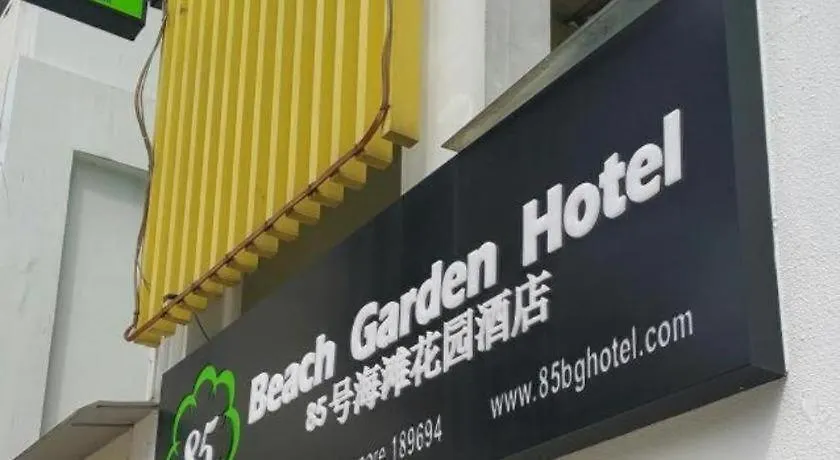 85
Beach Garden Hotel
85号海滩花园酒店
189694
www.85bghotel.com